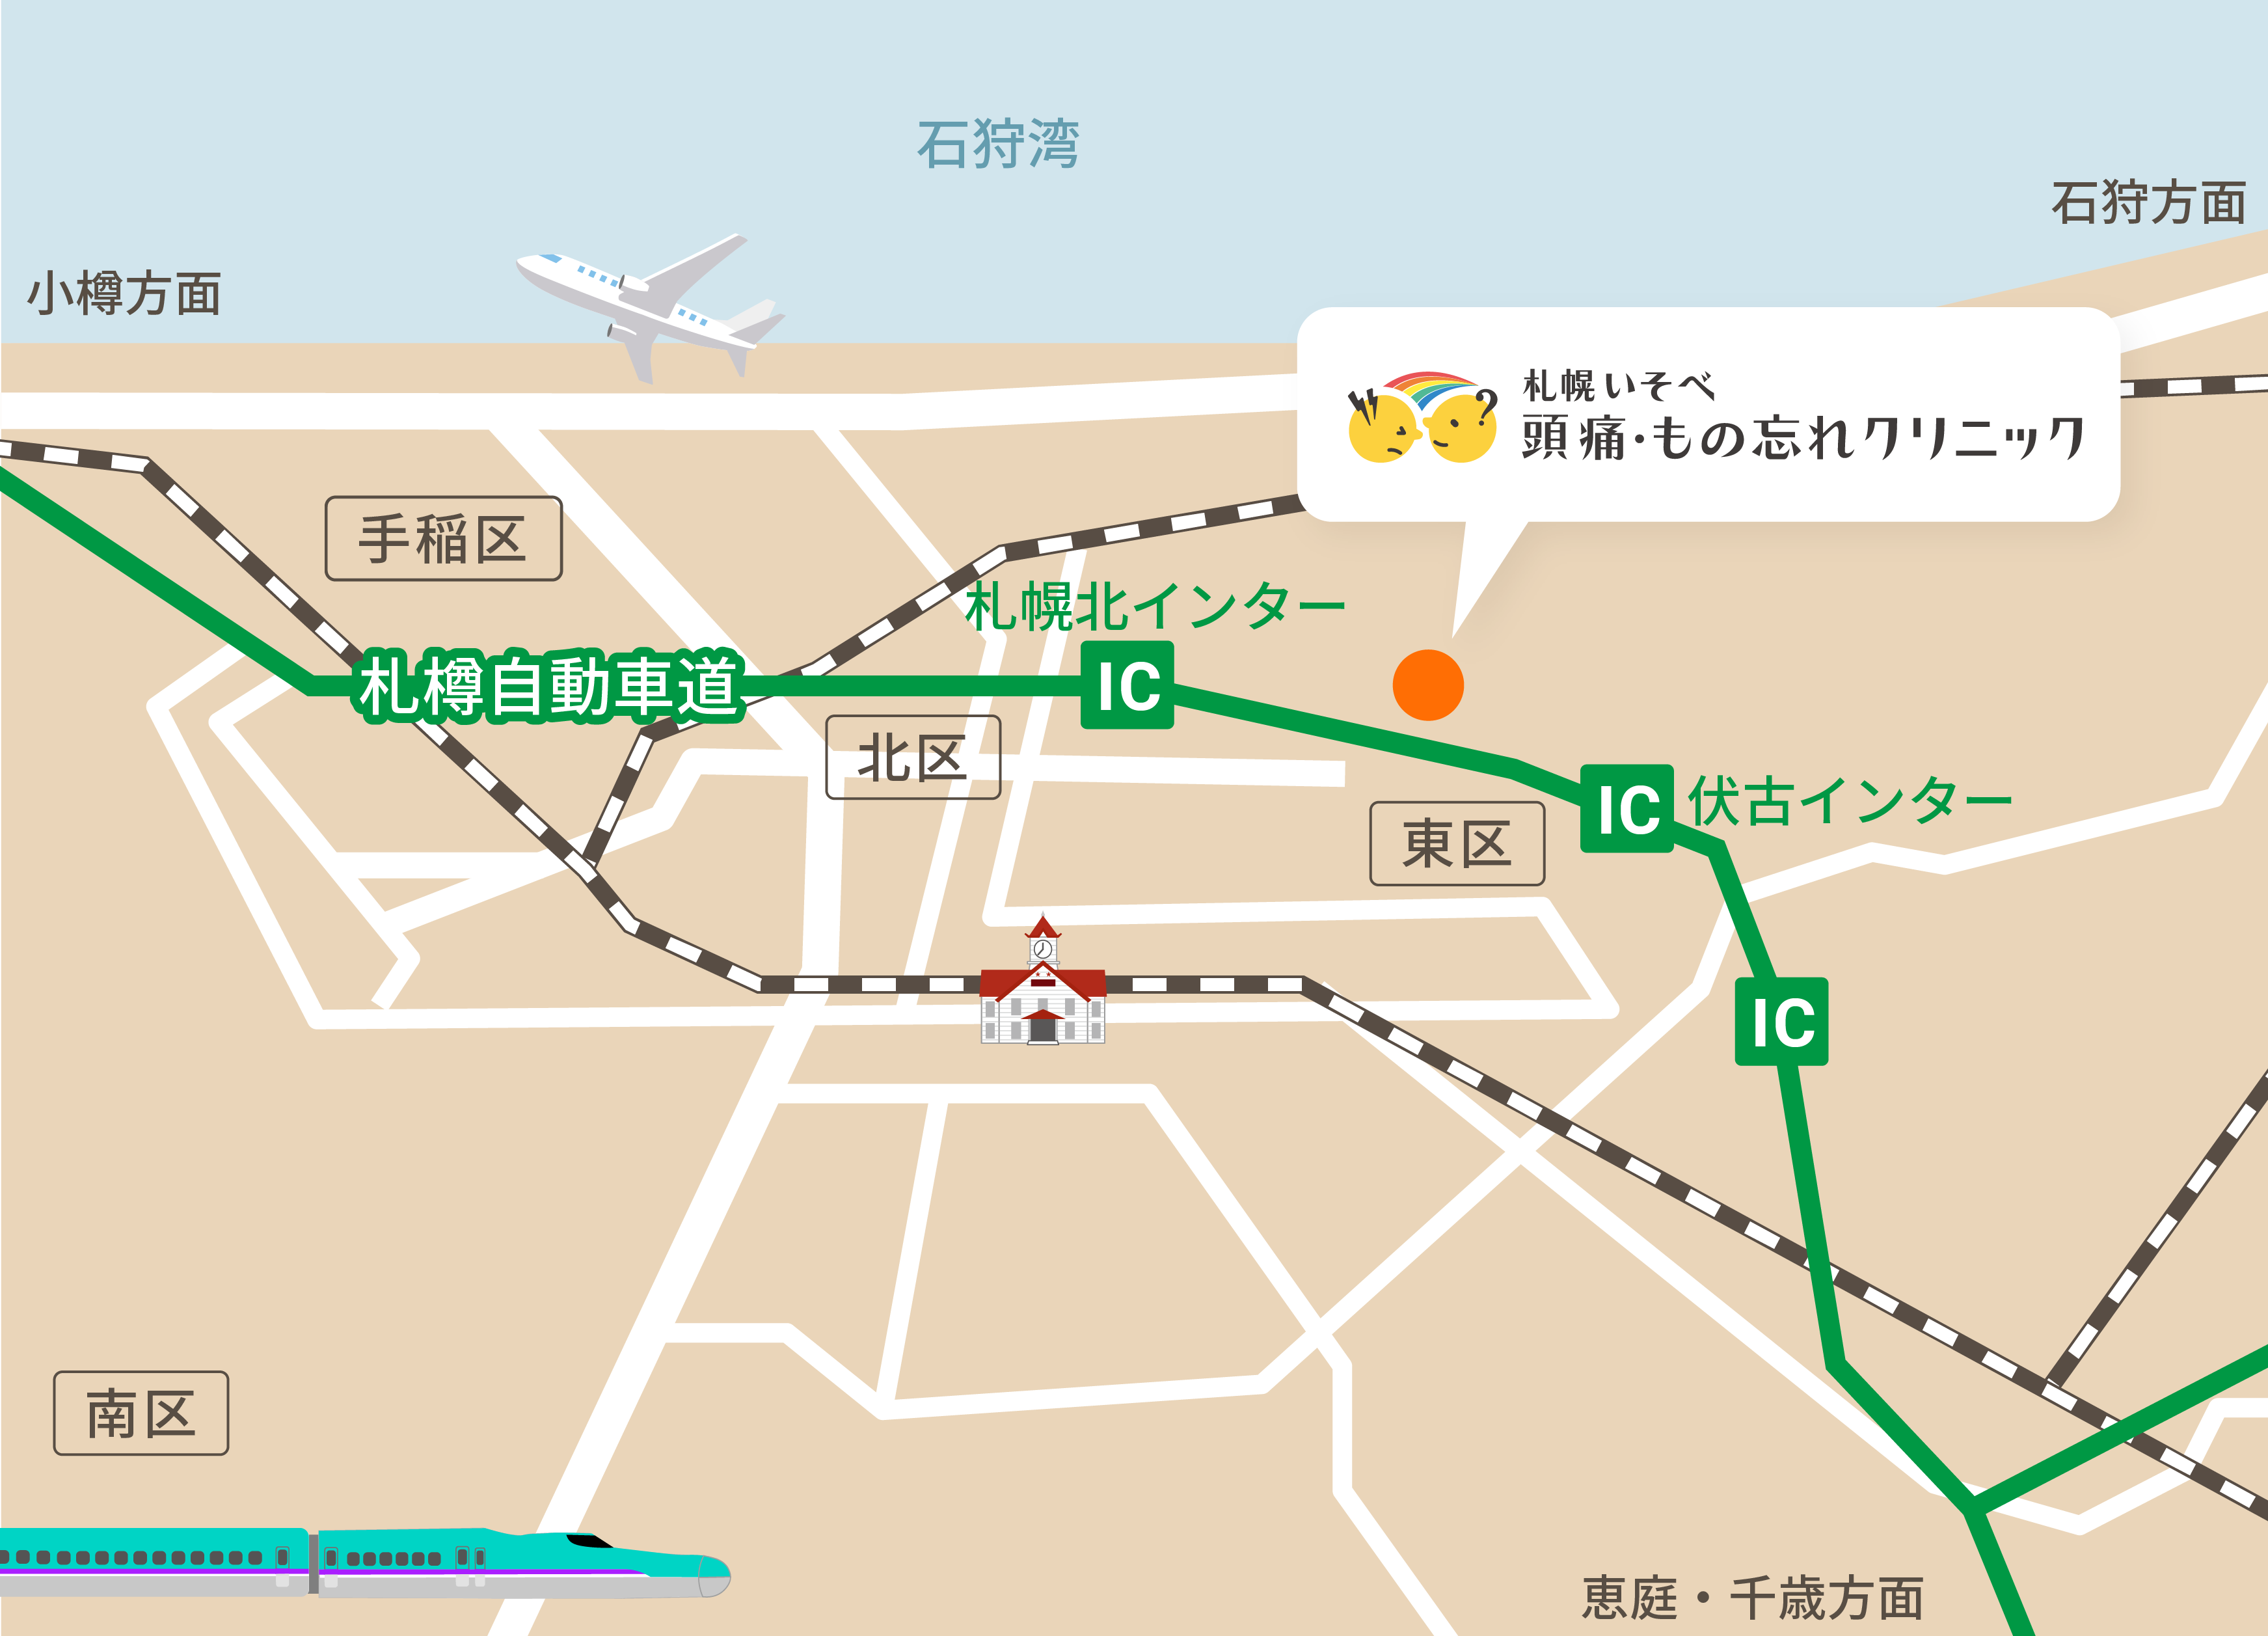 石狩湾
石狩方面
小樽方面
札幌いそべ
頭痛・もの忘れクリニック
手稲区
札幌北インター
札樽自動車道
IC
北区
IC
伏古インター
東区
IC
南区
恵庭・千歳方面